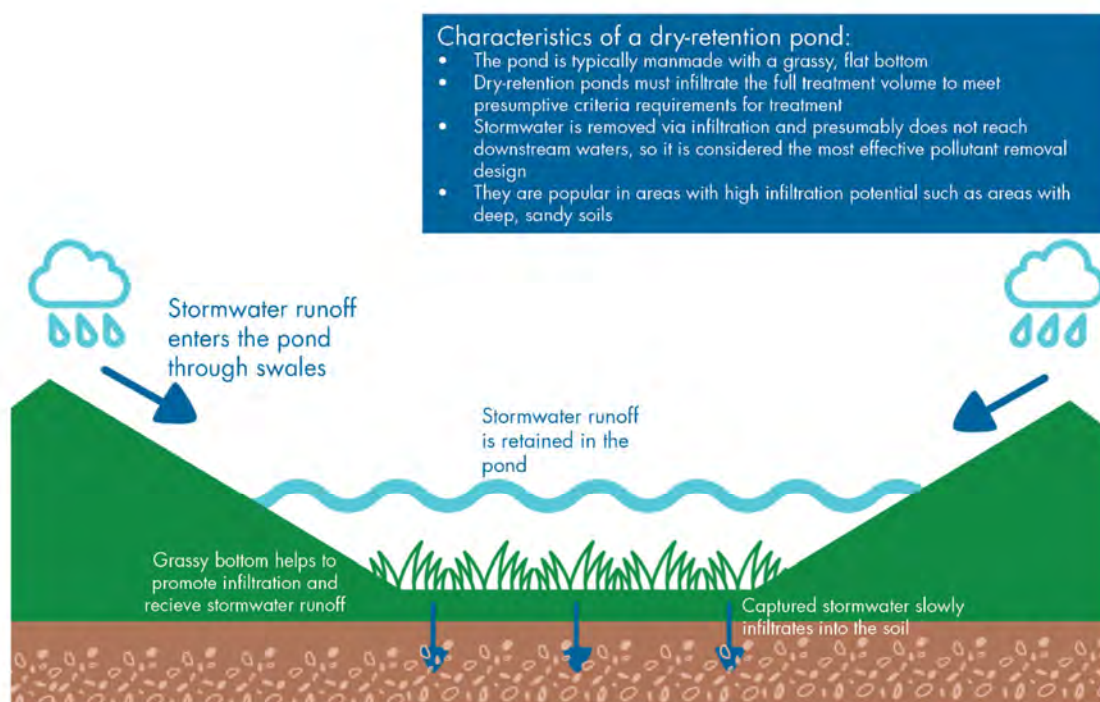 Characteristics of a dry-retention pond:
• The pond is typically manmade with a grassy, flat bottom
• Dry-retention ponds must infiltrate the full treatment volume to meet
presumptive criteria requirements for treatment
• Stormwater is removed via infiltration and presumably does not reach
downstream waters, so it is considered the most effective pollutant removal
design
• They are popular in areas with high infiltration potential such as areas with
deep, sandy soils
Stormwater runoff
enters the pond
through swales
Stormwater runoff
is retained in the
pond
Grassy bottom helps to
promote infiltration and
recieve stormwater runoff
Captured stormwater slowly
infiltrates into the soil